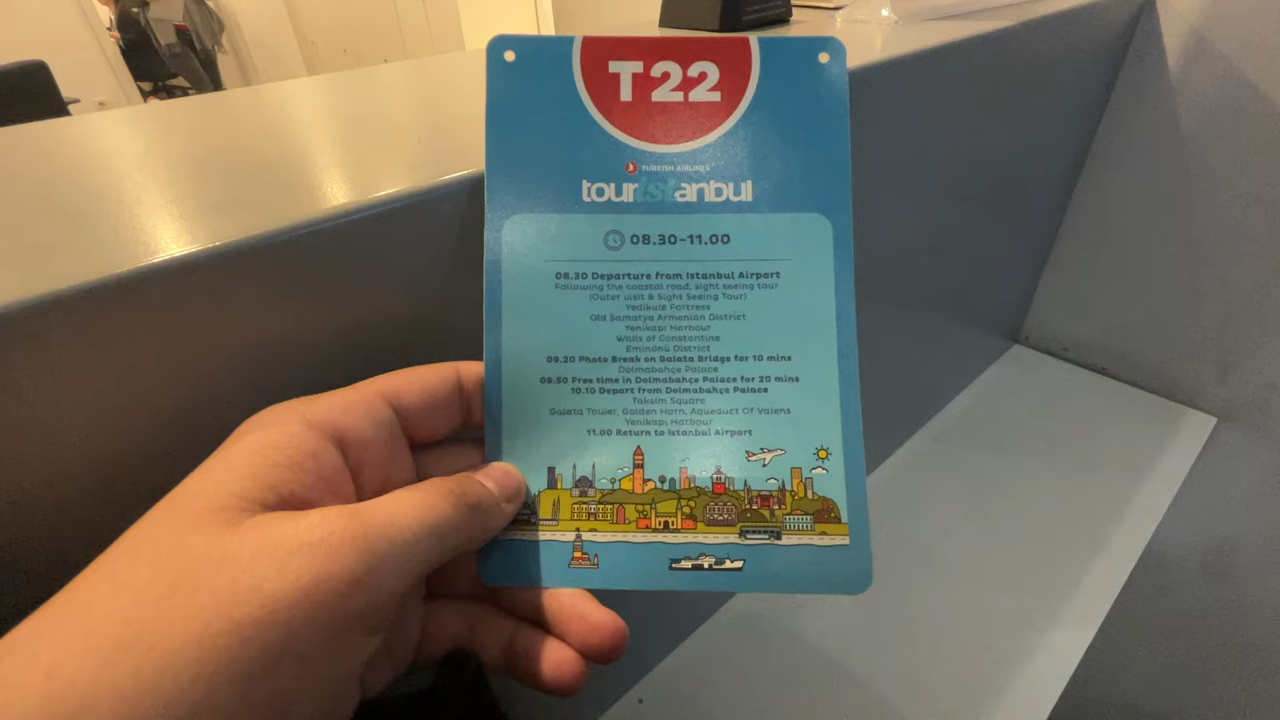 T22
TURKISH AIRLINES
touristanbul
08.30-11.00
08.30 Departure from Istanbul Airport
Following the coastal road, sight seeing tour
(Outer visit & Sight Seeing Tour)
Yedikule Fortress
Old Samatya Armenian District
Yenikapı Harbour
Walls of Constantine
Eminönü District
09.20 Photo Break on Galata Bridge for 10 mins
Dolmabahçe Palace
09.50 Free time in Dolmabahçe Palace for 20 mins
10.10 Depart from Dolmabahçe Palace
Taksim Square
Galata Tower, Golden Horn, Aqueduct Of Valens
Yenikapı Harbour
11.00 Return to Istanbul Airport